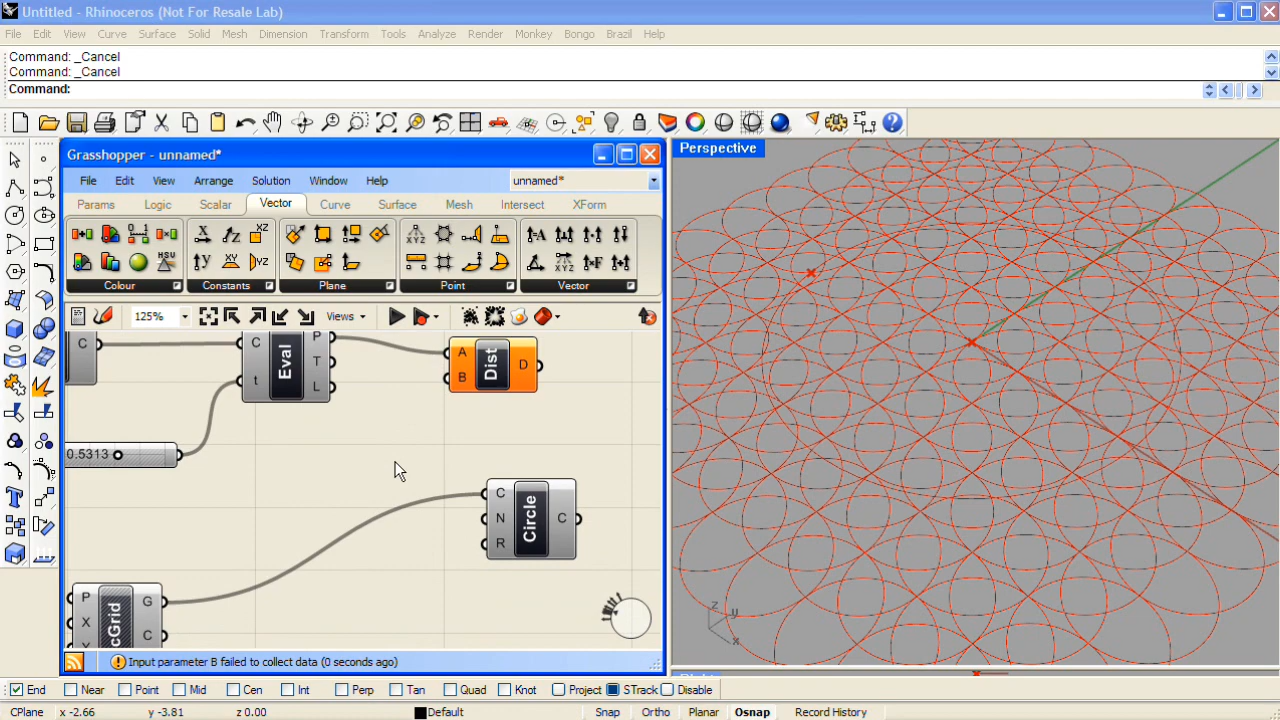 Untitled - Rhinoceros (Not For Resale Lab)
File Edit View Curve Surface Solid Mesh Dimension Transform Tools Analyze Render Monkey Bongo Brazil Help
Command: _Cancel
Command: _Cancel
Command:
Grasshopper - unnamed*
File Edit View Arrange Solution Window Help unnamed*
Params Logic Scalar Vector Curve Surface Mesh Intersect XForm
Colour Constants Plane Point Vector
125% Views
C
C t Eval P T L
A B Dist D
0.5313
C N R Circle C
P X cGrid G C
Input parameter B failed to collect data (0 seconds ago)
Perspective
z y x
End Near Point Mid Cen Int Perp Tan Quad Knot Project STrack Disable
CPlane x -2.66 y -3.81 z 0.00 Default Snap Ortho Planar Osnap Record History